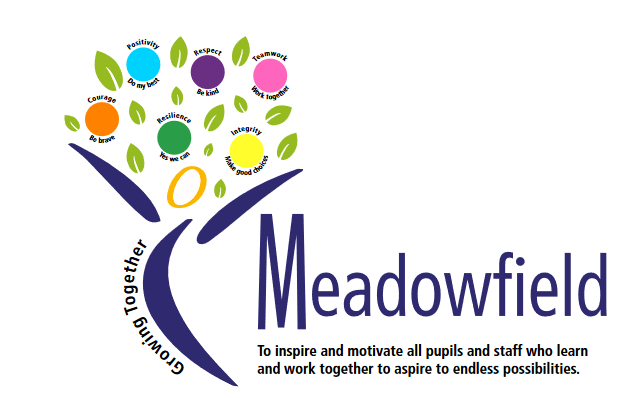 Positivity
Do my best
Respect
Be kind
Teamwork
Work together
Courage
Be brave
Resilience
Yes we can
Integrity
Make good choices
Growing Together
Meadowfield
To inspire and motivate all pupils and staff who learn
and work together to aspire to endless possibilities.